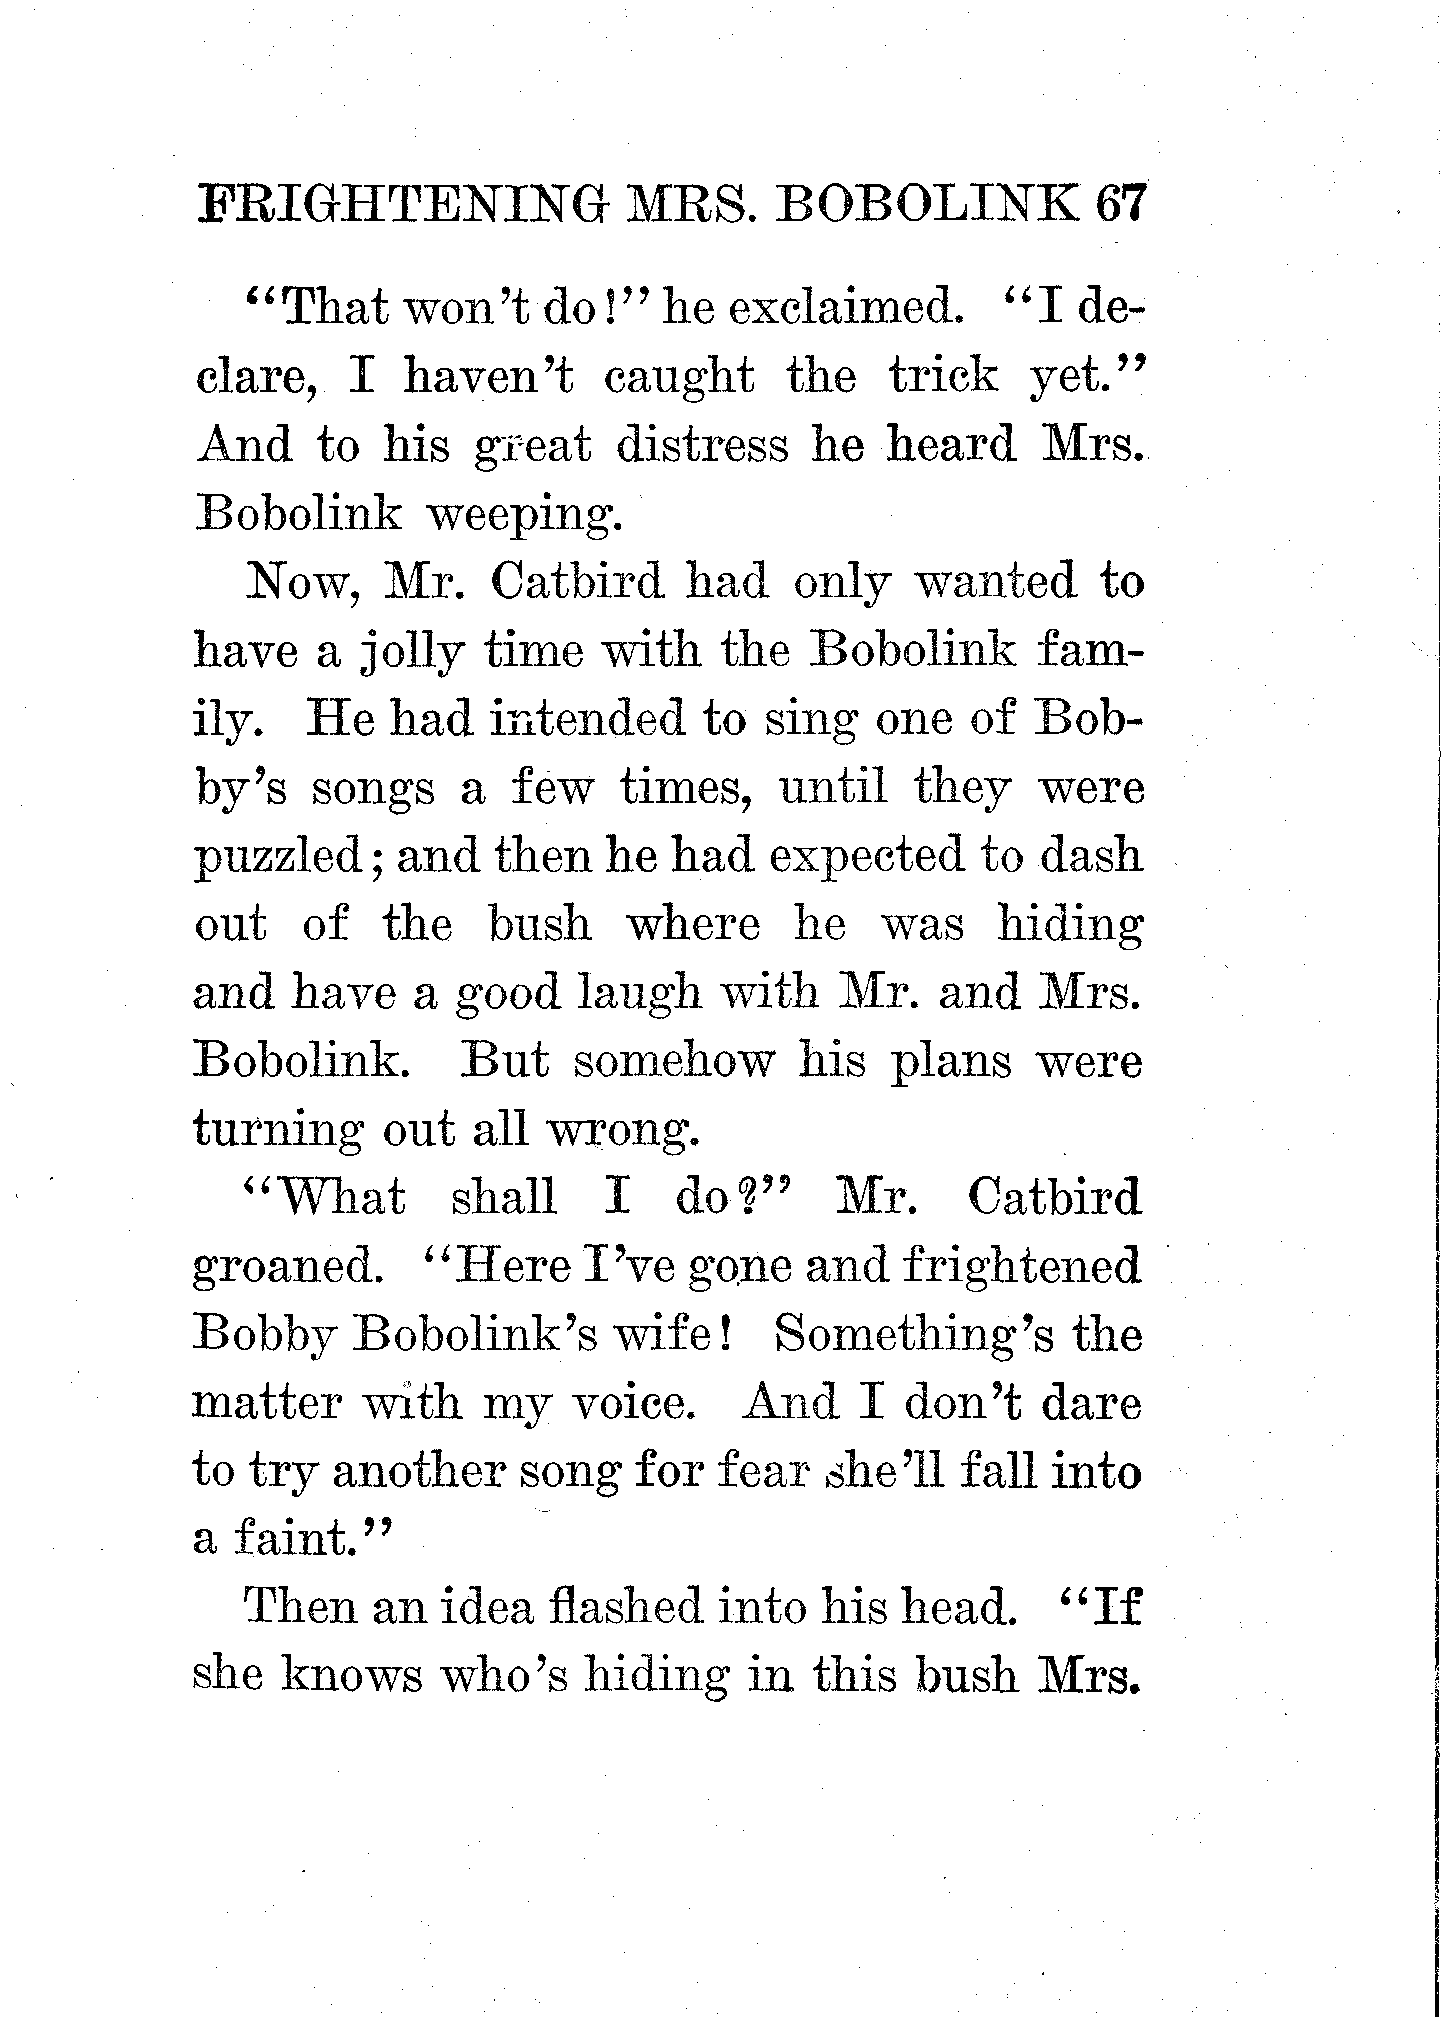 FRIGHTENING MRS. BOBOLINK 67
"That won't do!" he exclaimed. "I de-
clare, I haven't caught the trick yet."
And to his great distress he heard Mrs.
Bobolink weeping.
Now, Mr. Catbird had only wanted to
have a jolly time with the Bobolink fam-
ily. He had intended to sing one of Bob-
by's songs a few times, until they were
puzzled; and then he had expected to dash
out of the bush where he was hiding
and have a good laugh with Mr. and Mrs.
Bobolink. But somehow his plans were
turning out all wrong.
"What shall I do?" Mr. Catbird
groaned. "Here I've gone and frightened
Bobby Bobolink's wife! Something's the
matter with my voice. And I don't dare
to try another song for fear she'll fall into
a faint."
Then an idea flashed into his head. "If
she knows who's hiding in this bush Mrs.